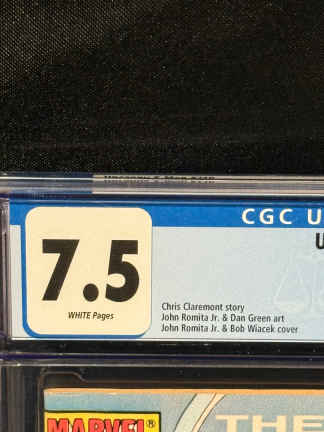 CGC U
U
7.5
WHITE Pages
Chris Claremont story
John Romita Jr. & Dan Green art
John Romita Jr. & Bob Wiacek cover
MARVEL®
THE